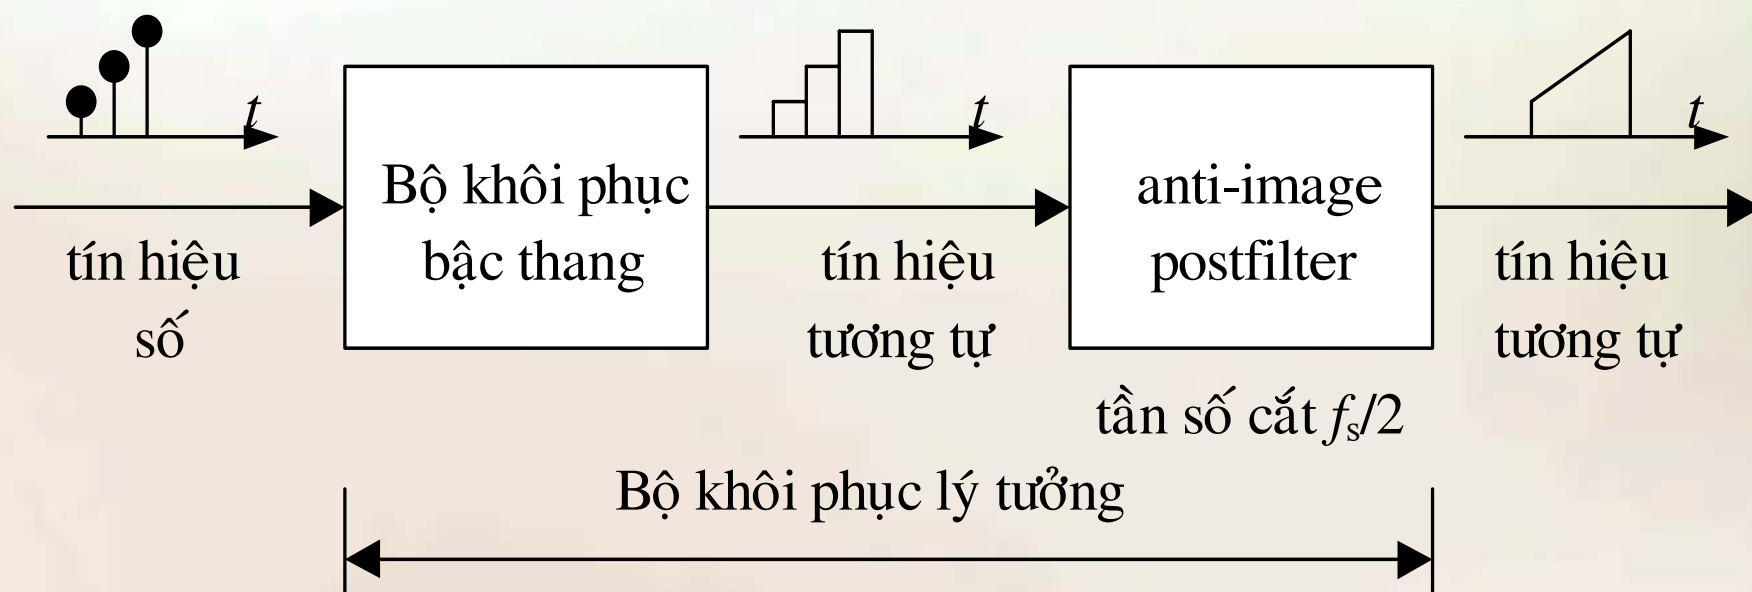 t
t
t
Bộ khôi phục
bậc thang
anti-image
postfilter
tín hiệu
số
tín hiệu
tương tự
tín hiệu
tương tự
tần số cắt fs/2
Bộ khôi phục lý tưởng